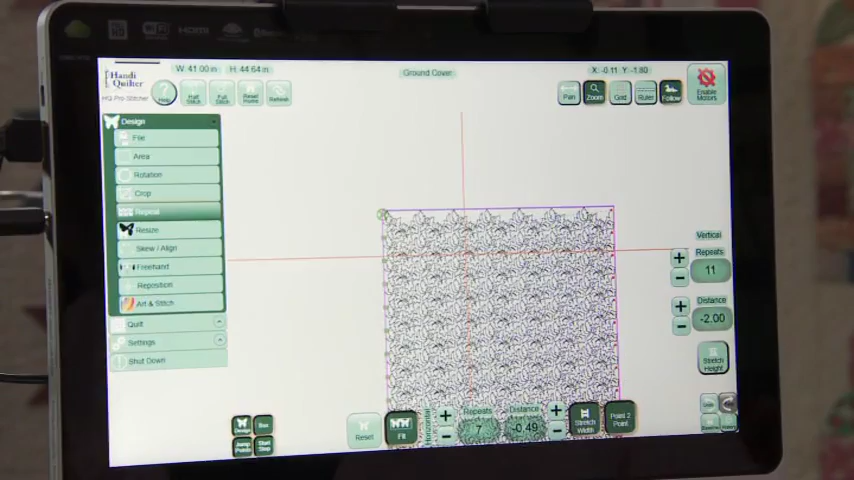 HDMI
Handi Quilter
HQ Pro-Stitcher
W: 41.00 in H: 44.64 in
Ground Cover
X: -0.11 Y: -1.80
Help
Half Stitch
Full Stitch
Reset Home
Refresh
Pan
Zoom
Grid
Ruler
Follow
Enable Motors
Design
File
Area
Rotation
Crop
Repeat
Resize
Skew / Align
Freehand
Reposition
Art & Stitch
Quilt
Settings
Shut Down
Vertical
Repeats
+
11
-
Distance
+
-2.00
-
Stretch Height
Design
Box
Jump Points
Start Stop
Reset
Fit
Horizontal
+
-
Repeats
7
Distance
-0.49
+
-
Stretch Width
Point 2 Point